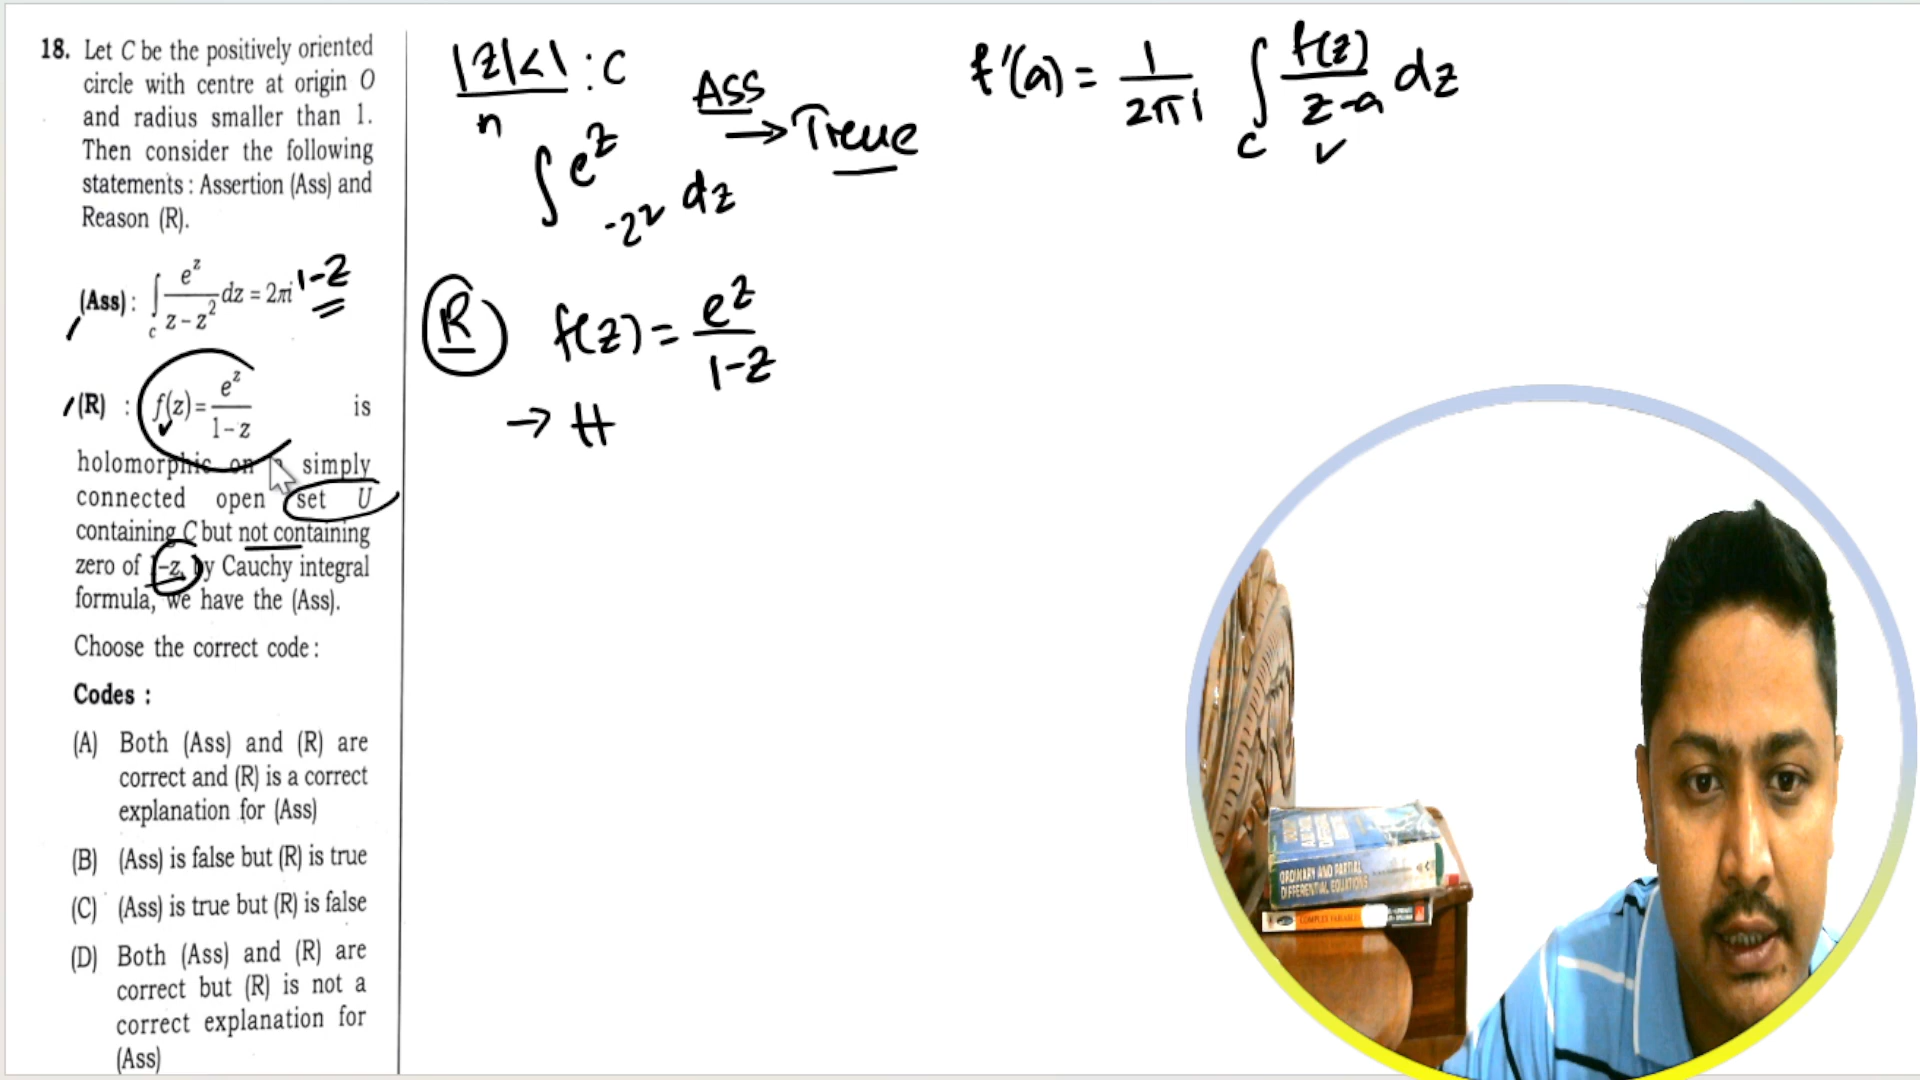 18. Let C be the positively oriented
circle with centre at origin O
and radius smaller than 1.
Then consider the following
statements : Assertion (Ass) and
Reason (R).
(Ass) : ∫_c e^z/(z − z^2) dz = 2πi 1-z
(R) : f(z) = e^z/(1 − z) is
holomorphic on simply
connected open set U
containing C but not containing
zero of -z, by Cauchy integral
formula, we have the (Ass).
Choose the correct code :
Codes :
(A) Both (Ass) and (R) are
correct and (R) is a correct
explanation for (Ass)
(B) (Ass) is false but (R) is true
(C) (Ass) is true but (R) is false
(D) Both (Ass) and (R) are
correct but (R) is not a
correct explanation for
(Ass)
|z|<1 : C
n
Ass
→ True
∫ e^z
-z^2 dz
R f(z) = e^z/(1-z)
→ H
f'(a) = 1/(2πi) ∫_C f(z)/(z-a) dz
ORDINARY AND PARTIAL
DIFFERENTIAL EQUATIONS
COMPLEX VARIABLES